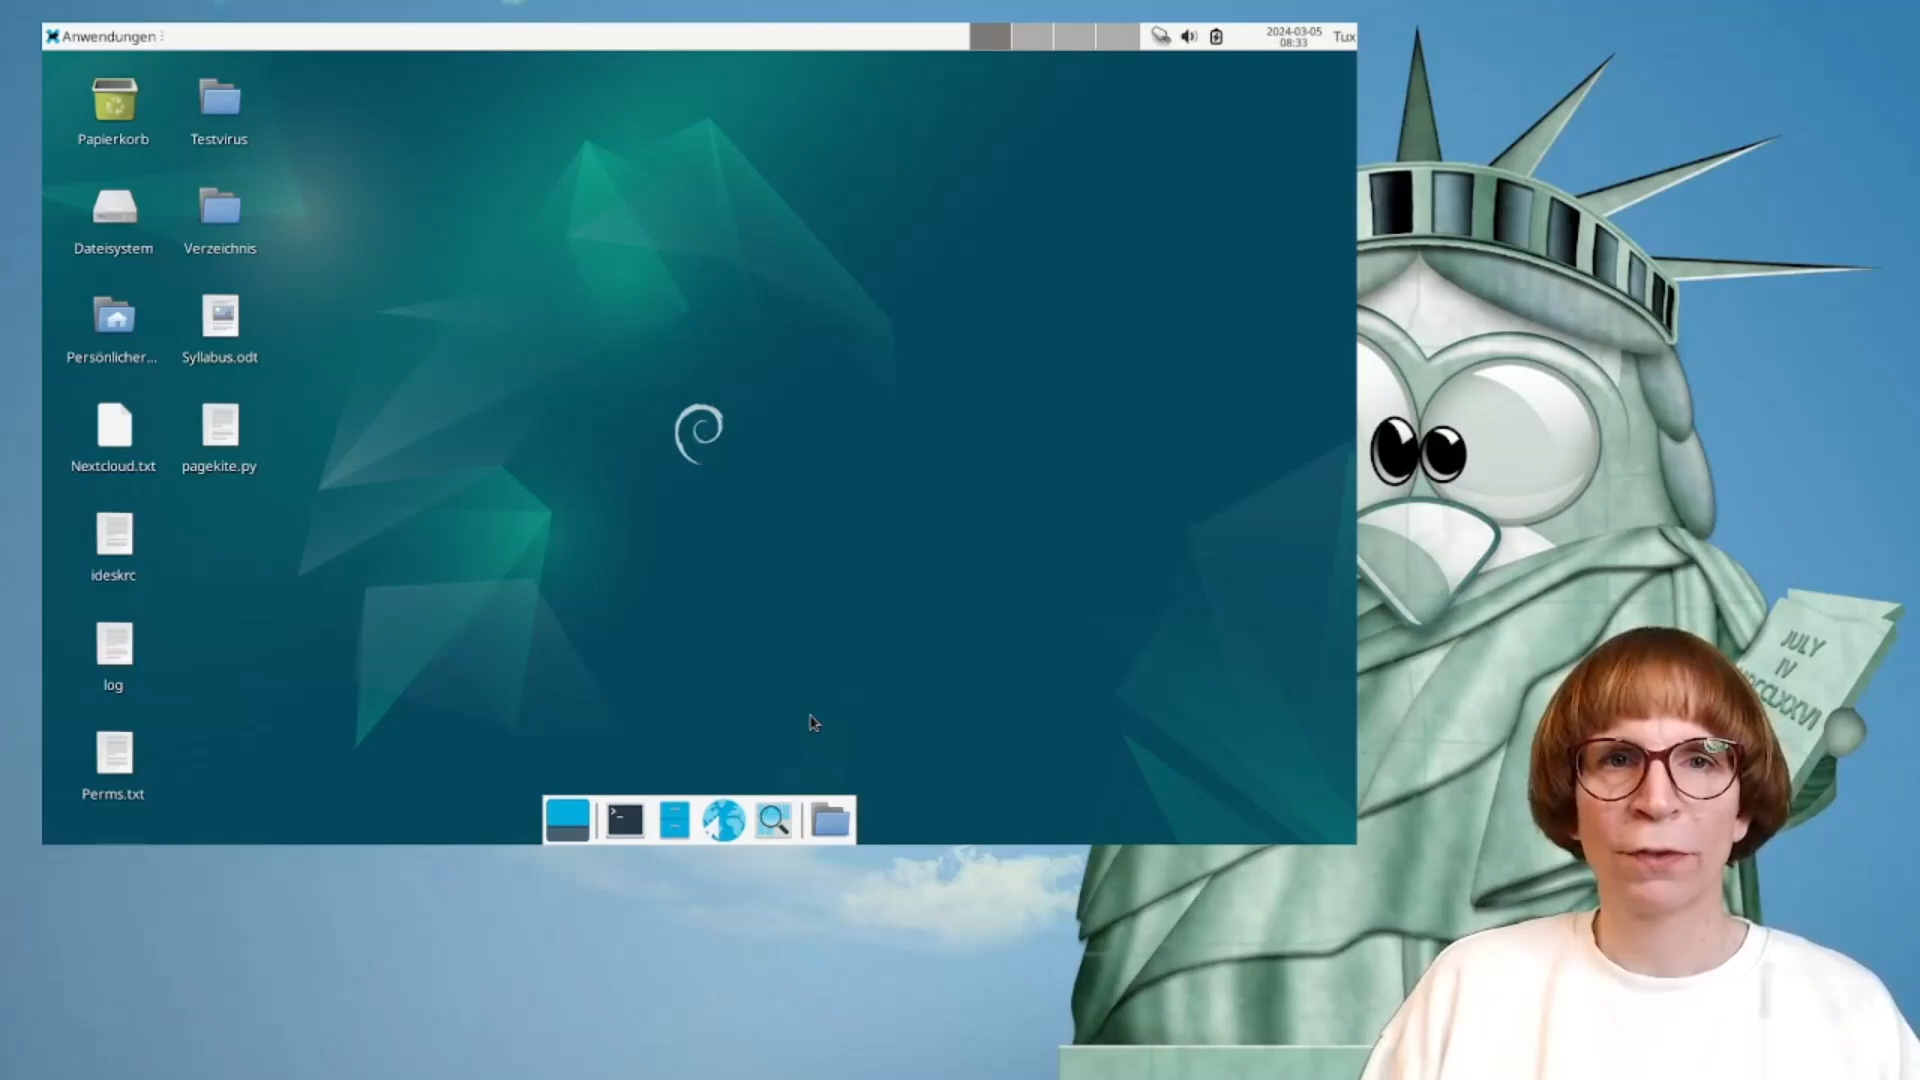 Anwendungen
2024-03-05
08:33
Tux
Papierkorb
Testvirus
Dateisystem
Verzeichnis
Persönlicher...
Syllabus.odt
Nextcloud.txt
pagekite.py
ideskrc
log
Perms.txt
JULY
IV
MDCCLXXVI